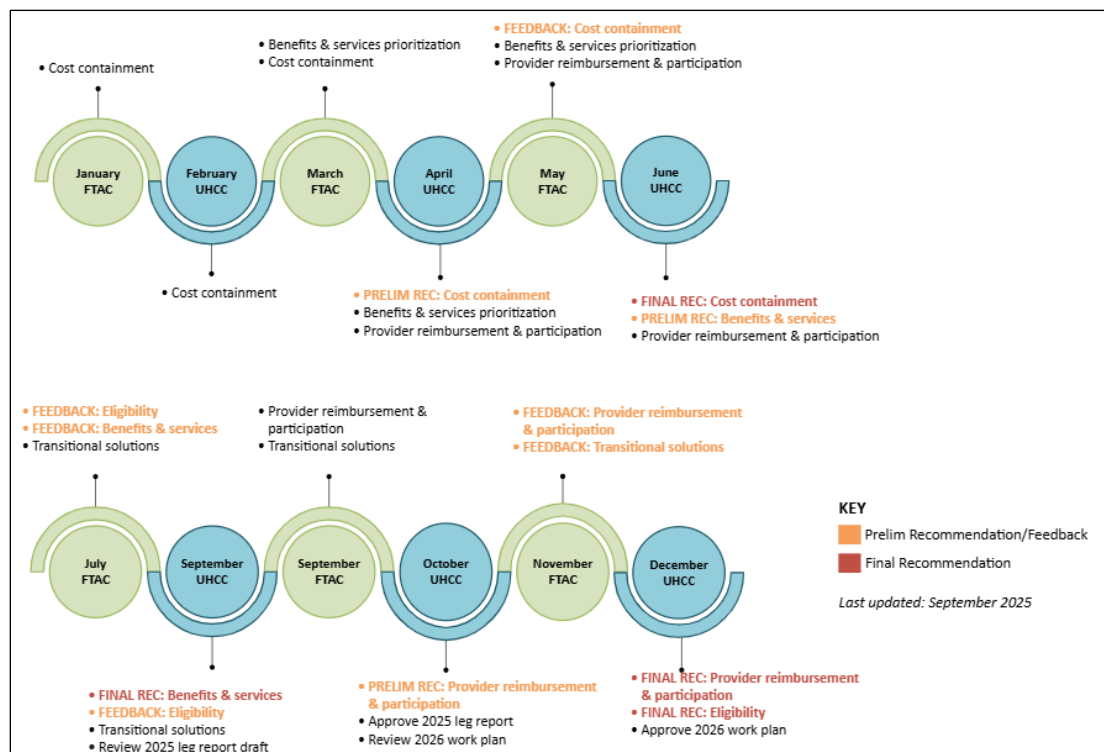 • Cost containment
• Benefits & services prioritization
• Cost containment
• FEEDBACK: Cost containment
• Benefits & services prioritization
• Provider reimbursement & participation
January
FTAC
February
UHCC
March
FTAC
April
UHCC
May
FTAC
June
UHCC
• Cost containment
• PRELIM REC: Cost containment
• Benefits & services prioritization
• Provider reimbursement & participation
• FINAL REC: Cost containment
• PRELIM REC: Benefits & services
• Provider reimbursement & participation
• FEEDBACK: Eligibility
• FEEDBACK: Benefits & services
• Transitional solutions
• Provider reimbursement &
participation
• Transitional solutions
• FEEDBACK: Provider reimbursement
& participation
• FEEDBACK: Transitional solutions
July
FTAC
September
UHCC
September
FTAC
October
UHCC
November
FTAC
December
UHCC
KEY
Prelim Recommendation/Feedback
Final Recommendation
Last updated: September 2025
• FINAL REC: Benefits & services
• FEEDBACK: Eligibility
• Transitional solutions
• Review 2025 leg report draft
• PRELIM REC: Provider reimbursement
& participation
• Approve 2025 leg report
• Review 2026 work plan
• FINAL REC: Provider reimbursement
& participation
• FINAL REC: Eligibility
• Approve 2026 work plan